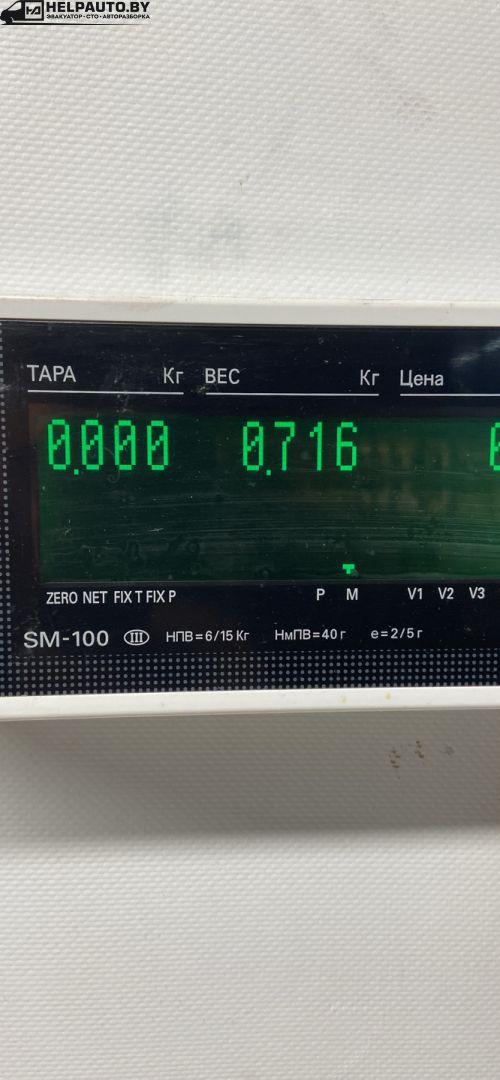 HELPAUTO.BY
ЭВАКУАТОР·СТО·АВТОРАЗБОРКА
ТАРА Кг ВЕС Кг Цена
0.000 0.716
ZERO NET FIX T FIX P P M V1 V2 V3
SM-100 III НПВ=6/15 Кг НмПВ=40 г e=2/5 г